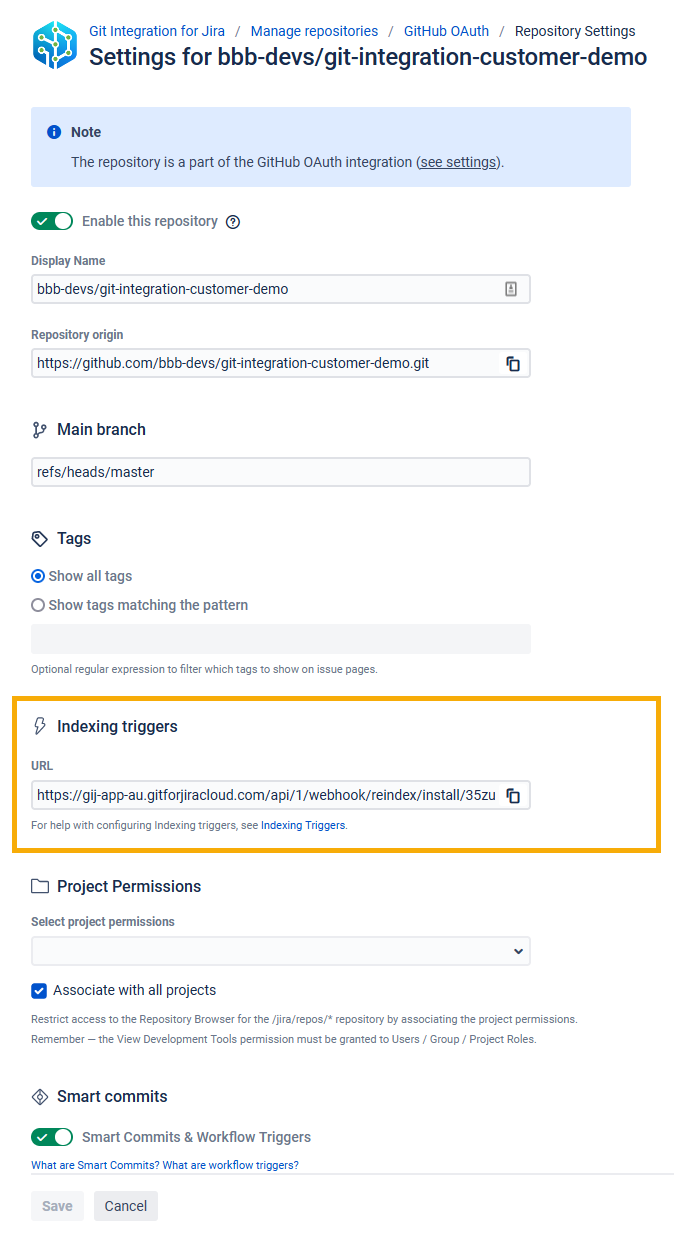 Git Integration for Jira / Manage repositories / GitHub OAuth / Repository Settings
Settings for bbb-devs/git-integration-customer-demo
Note
The repository is a part of the GitHub OAuth integration (see settings).
Enable this repository
Display Name
bbb-devs/git-integration-customer-demo
Repository origin
https://github.com/bbb-devs/git-integration-customer-demo.git
Main branch
refs/heads/master
Tags
Show all tags
Show tags matching the pattern
Optional regular expression to filter which tags to show on issue pages.
Indexing triggers
URL
https://gij-app-au.gitforjiracloud.com/api/1/webhook/reindex/install/35zu
For help with configuring Indexing triggers, see Indexing Triggers.
Project Permissions
Select project permissions
Associate with all projects
Restrict access to the Repository Browser for the /jira/repos/* repository by associating the project permissions.
Remember — the View Development Tools permission must be granted to Users / Group / Project Roles.
Smart commits
Smart Commits & Workflow Triggers
What are Smart Commits? What are workflow triggers?
Save Cancel